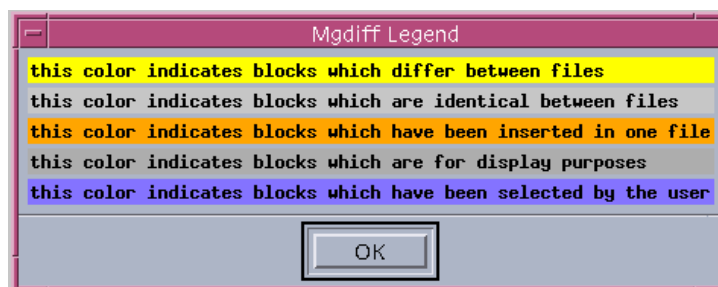 Mgdiff Legend
this color indicates blocks which differ between files
this color indicates blocks which are identical between files
this color indicates blocks which have been inserted in one file
this color indicates blocks which are for display purposes
this color indicates blocks which have been selected by the user
OK